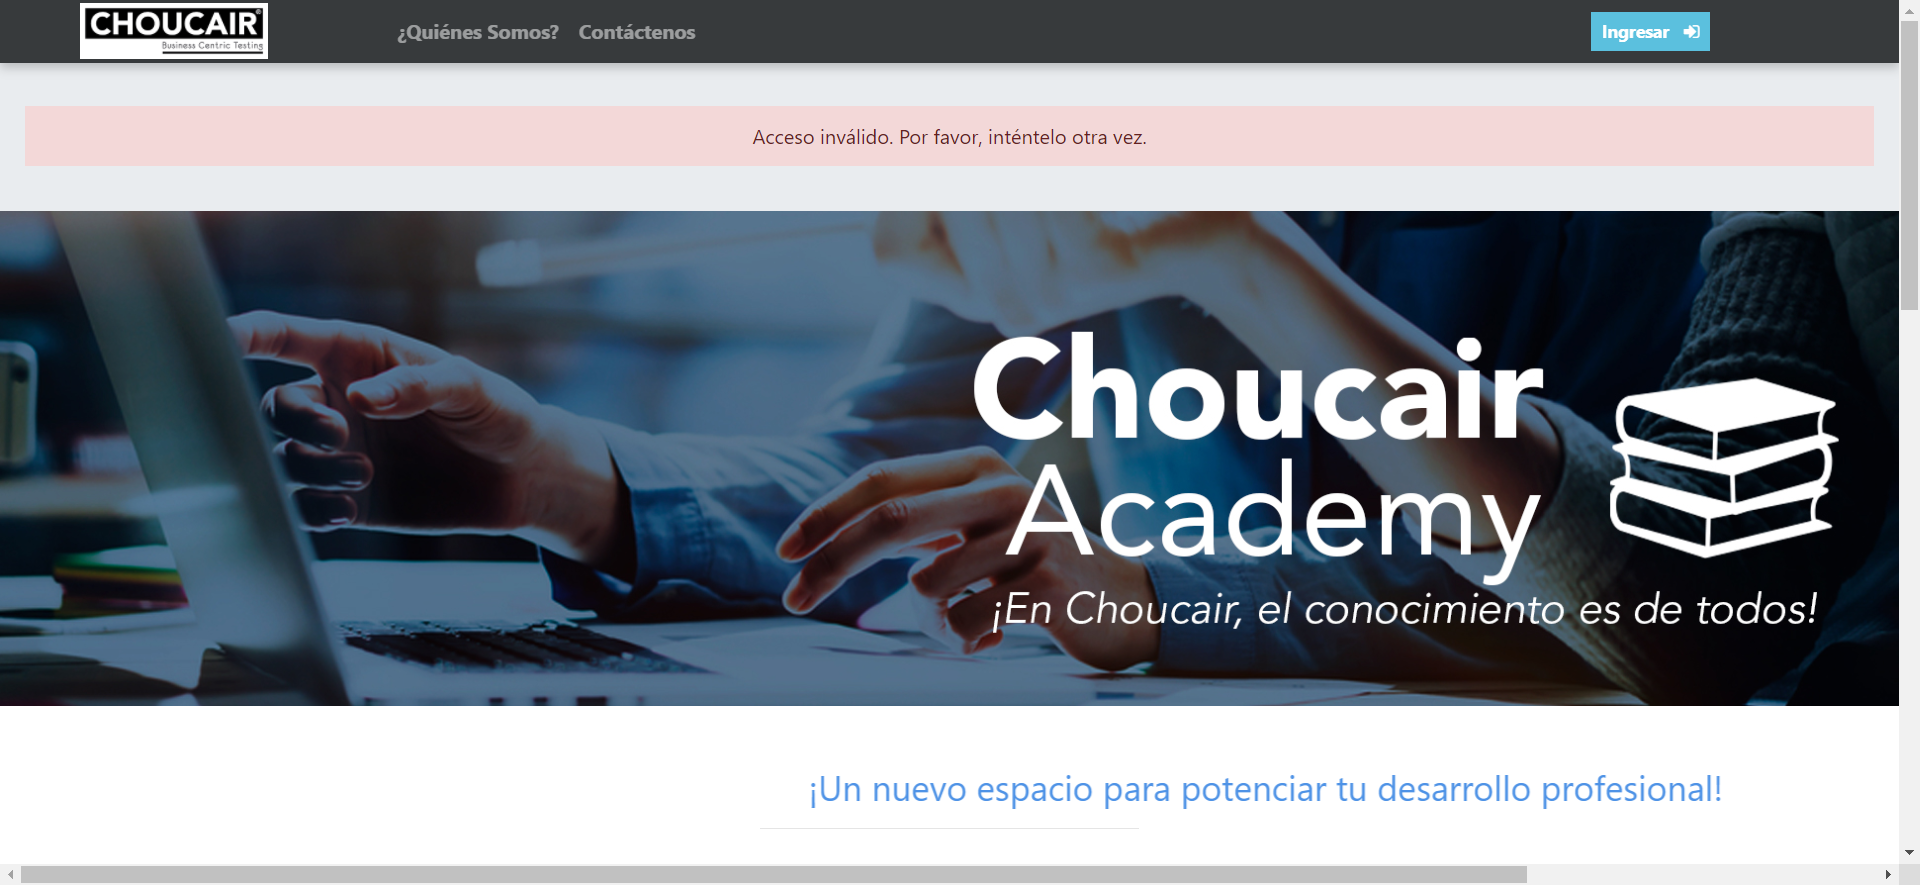 CHOUCAIR®
Business Centric Testing
¿Quiénes Somos? Contáctenos
Ingresar
Acceso inválido. Por favor, inténtelo otra vez.
Choucair
Academy
¡En Choucair, el conocimiento es de todos!
¡Un nuevo espacio para potenciar tu desarrollo profesional!